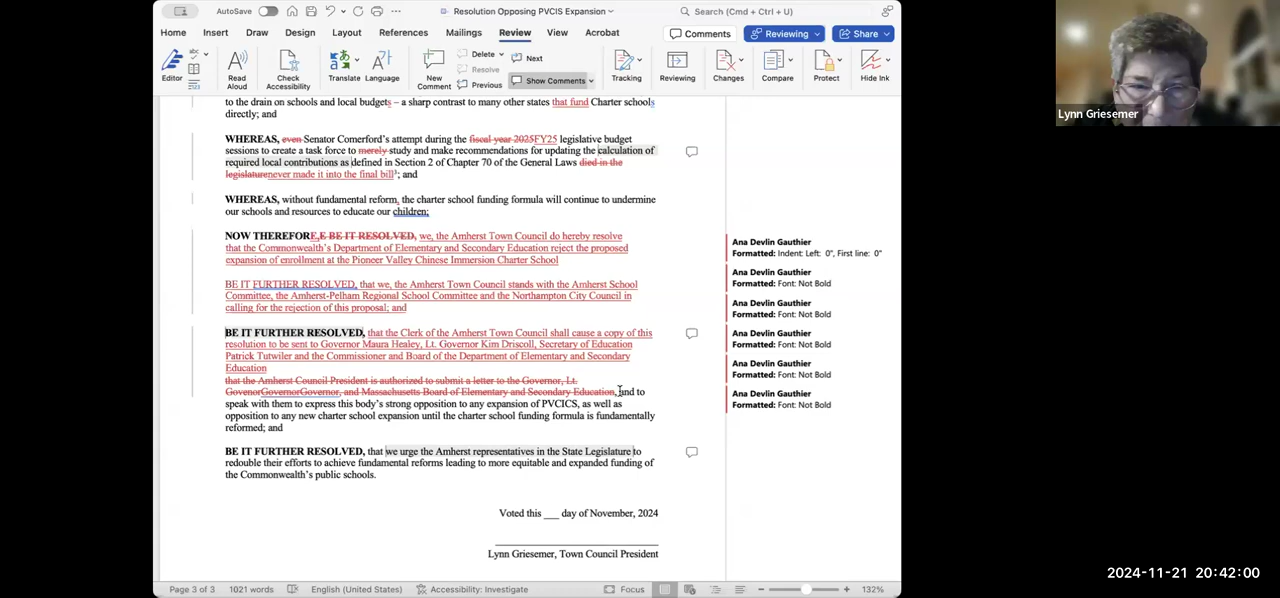 AutoSave
Resolution Opposing PVCIS Expansion
Search (Cmd + Ctrl + U)
Home Insert Draw Design Layout References Mailings Review View Acrobat Comments Reviewing Share
Editor Read Aloud Check Accessibility Translate Language New Comment Delete Resolve Previous Next Show Comments Tracking Reviewing Changes Compare Protect Hide Ink
to the drain on schools and local budgets – a sharp contrast to many other states that fund Charter schools
directly; and
WHEREAS, even Senator Comerford's attempt during the fiscal year 2025FY25 legislative budget
sessions to create a task force to merely study and make recommendations for updating the calculation of
required local contributions as defined in Section 2 of Chapter 70 of the General Laws died in the
legislaturenever made it into the final bill; and
WHEREAS, without fundamental reform, the charter school funding formula will continue to undermine
our schools and resources to educate our children;
NOW THEREFORE,E BE IT RESOLVED, we, the Amherst Town Council do hereby resolve
that the Commonwealth's Department of Elementary and Secondary Education reject the proposed
expansion of enrollment at the Pioneer Valley Chinese Immersion Charter School
BE IT FURTHER RESOLVED, that we, the Amherst Town Council stands with the Amherst School
Committee, the Amherst-Pelham Regional School Committee and the Northampton City Council in
calling for the rejection of this proposal; and
BE IT FURTHER RESOLVED, that the Clerk of the Amherst Town Council shall cause a copy of this
resolution to be sent to Governor Maura Healey, Lt. Governor Kim Driscoll, Secretary of Education
Patrick Tutwiler and the Commissioner and Board of the Department of Elementary and Secondary
Education
that the Amherst Council President is authorized to submit a letter to the Governor, Lt.
GovenorGovernorGovernor, and Massachusetts Board of Elementary and Secondary Education, and to
speak with them to express this body's strong opposition to any expansion of PVCICS, as well as
opposition to any new charter school expansion until the charter school funding formula is fundamentally
reformed; and
BE IT FURTHER RESOLVED, that we urge the Amherst representatives in the State Legislature to
redouble their efforts to achieve fundamental reforms leading to more equitable and expanded funding of
the Commonwealth's public schools.
Voted this ___ day of November, 2024
Lynn Griesemer, Town Council President
Ana Devlin Gauthier
Formatted: Indent: Left: 0", First line: 0"
Ana Devlin Gauthier
Formatted: Font: Not Bold
Ana Devlin Gauthier
Formatted: Font: Not Bold
Ana Devlin Gauthier
Formatted: Font: Not Bold
Ana Devlin Gauthier
Formatted: Font: Not Bold
Ana Devlin Gauthier
Formatted: Font: Not Bold
Page 3 of 3 1021 words English (United States) Accessibility: Investigate Focus 132%
Lynn Griesemer
2024-11-21 20:42:00